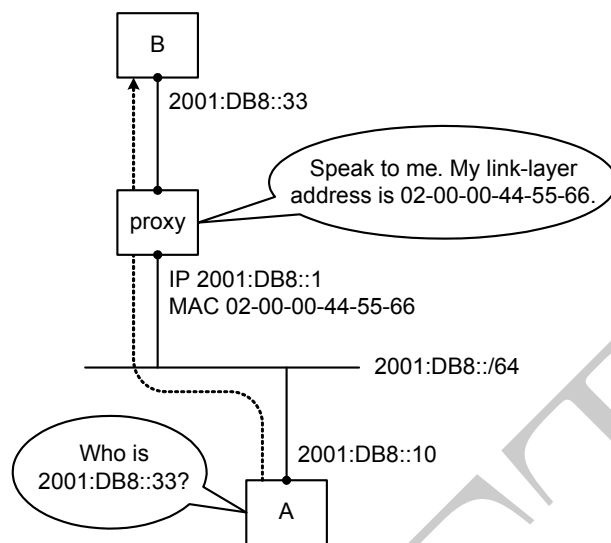 B
2001:DB8::33
Speak to me. My link-layer
address is 02-00-00-44-55-66.
proxy
IP 2001:DB8::1
MAC 02-00-00-44-55-66
2001:DB8::/64
Who is
2001:DB8::33?
2001:DB8::10
A